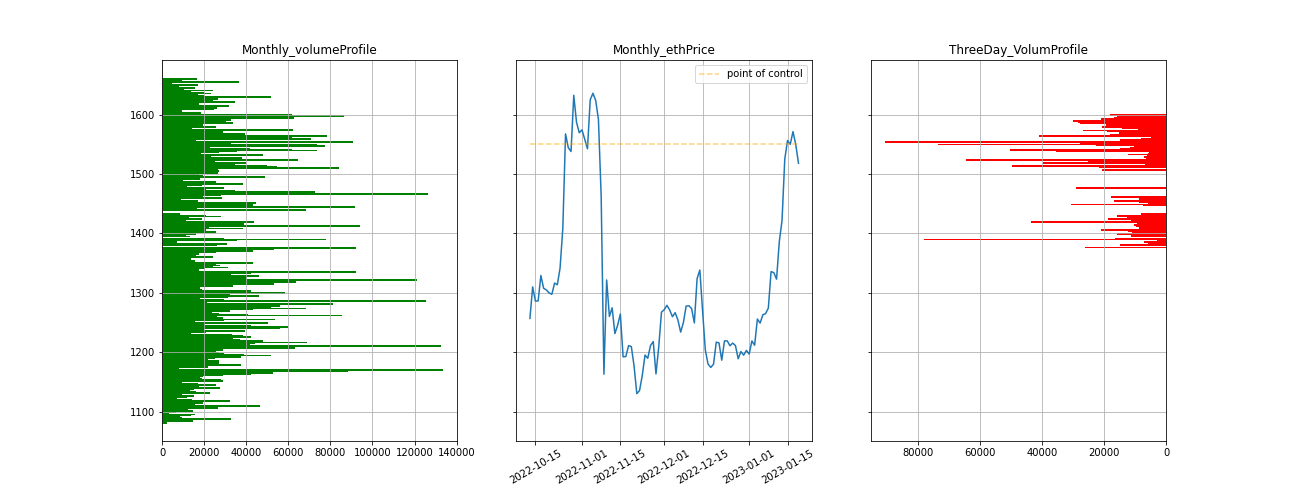 Monthly_volumeProfile
1600
1500
1400
1300
1200
1100
0 20000 40000 60000 80000 100000 120000 140000
Monthly_ethPrice
point of control
2022-10-15 2022-11-01 2022-11-15 2022-12-01 2022-12-15 2023-01-01 2023-01-15
ThreeDay_VolumProfile
80000 60000 40000 20000 0